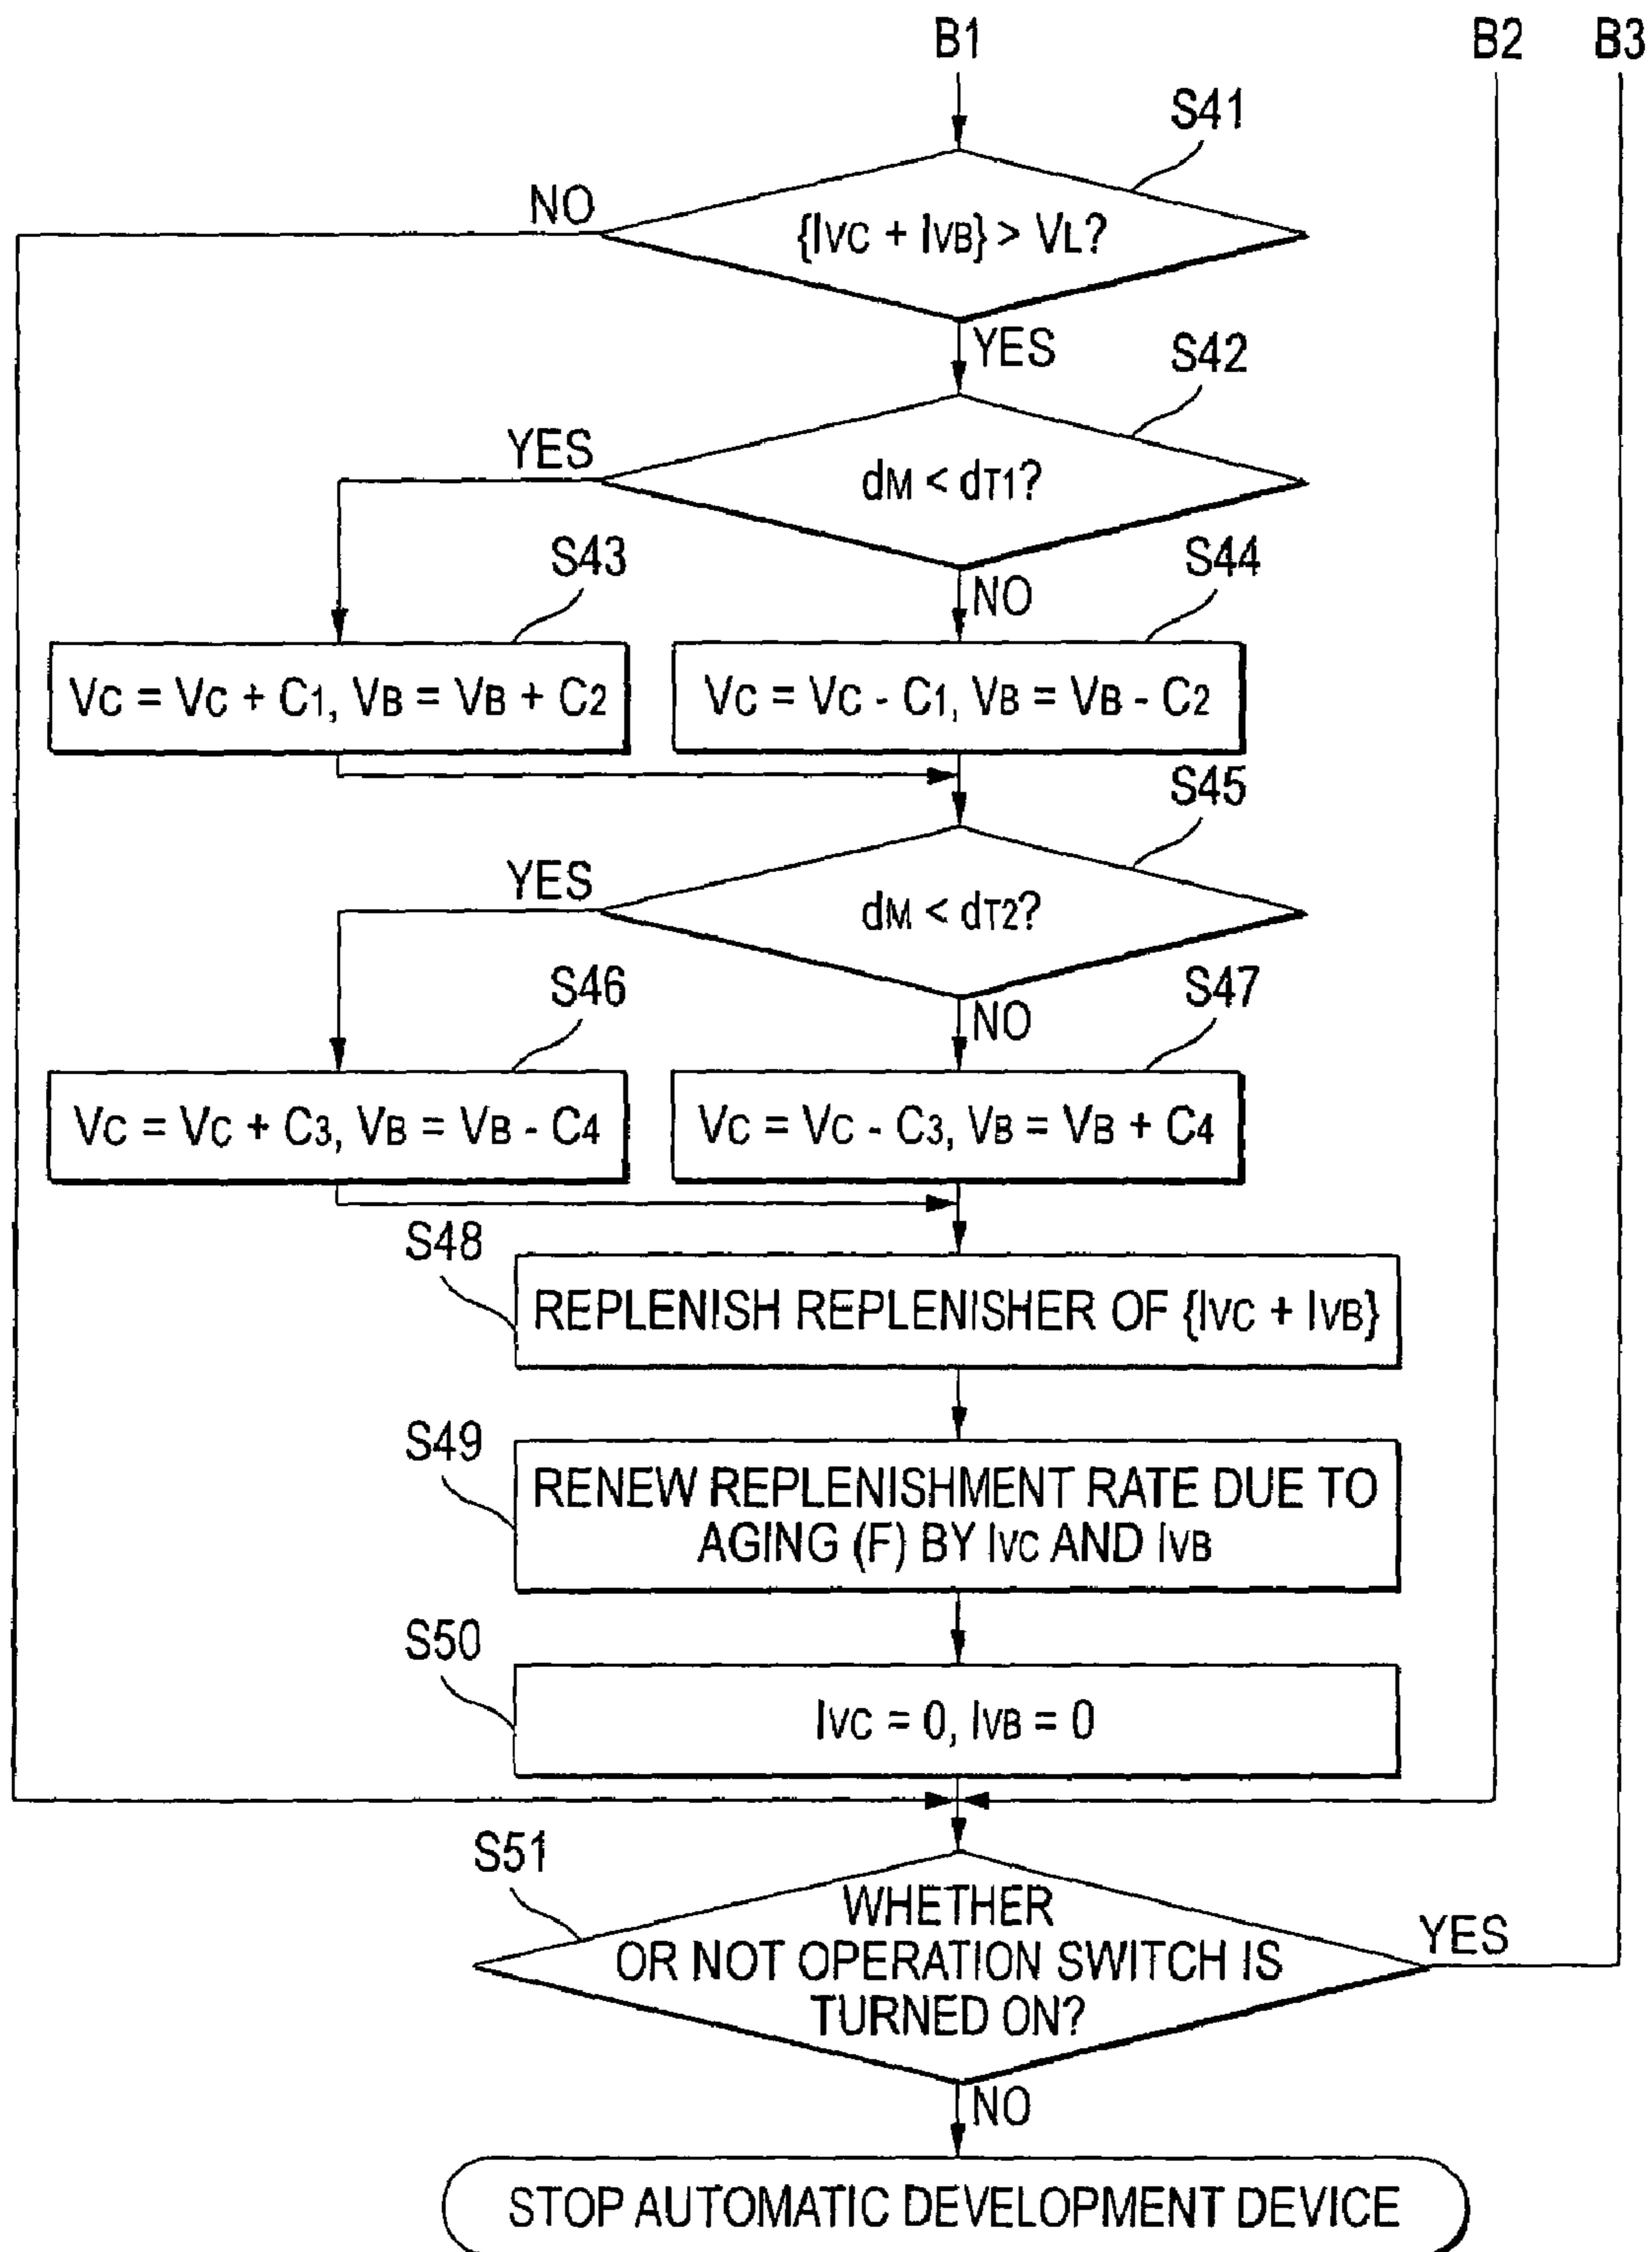 B1
B2
B3
S41
NO
{IVC + IVB} > VL?
YES
S42
YES
dM < dT1?
S43
S44
NO
VC = VC + C1, VB = VB + C2
VC = VC - C1, VB = VB - C2
S45
YES
dM < dT2?
S46
S47
NO
VC = VC + C3, VB = VB - C4
VC = VC - C3, VB = VB + C4
S48
REPLENISH REPLENISHER OF {IVC + IVB}
S49
RENEW REPLENISHMENT RATE DUE TO
AGING (F) BY IVC AND IVB
S50
IVC = 0, IVB = 0
S51
WHETHER
OR NOT OPERATION SWITCH IS
TURNED ON?
YES
NO
STOP AUTOMATIC DEVELOPMENT DEVICE